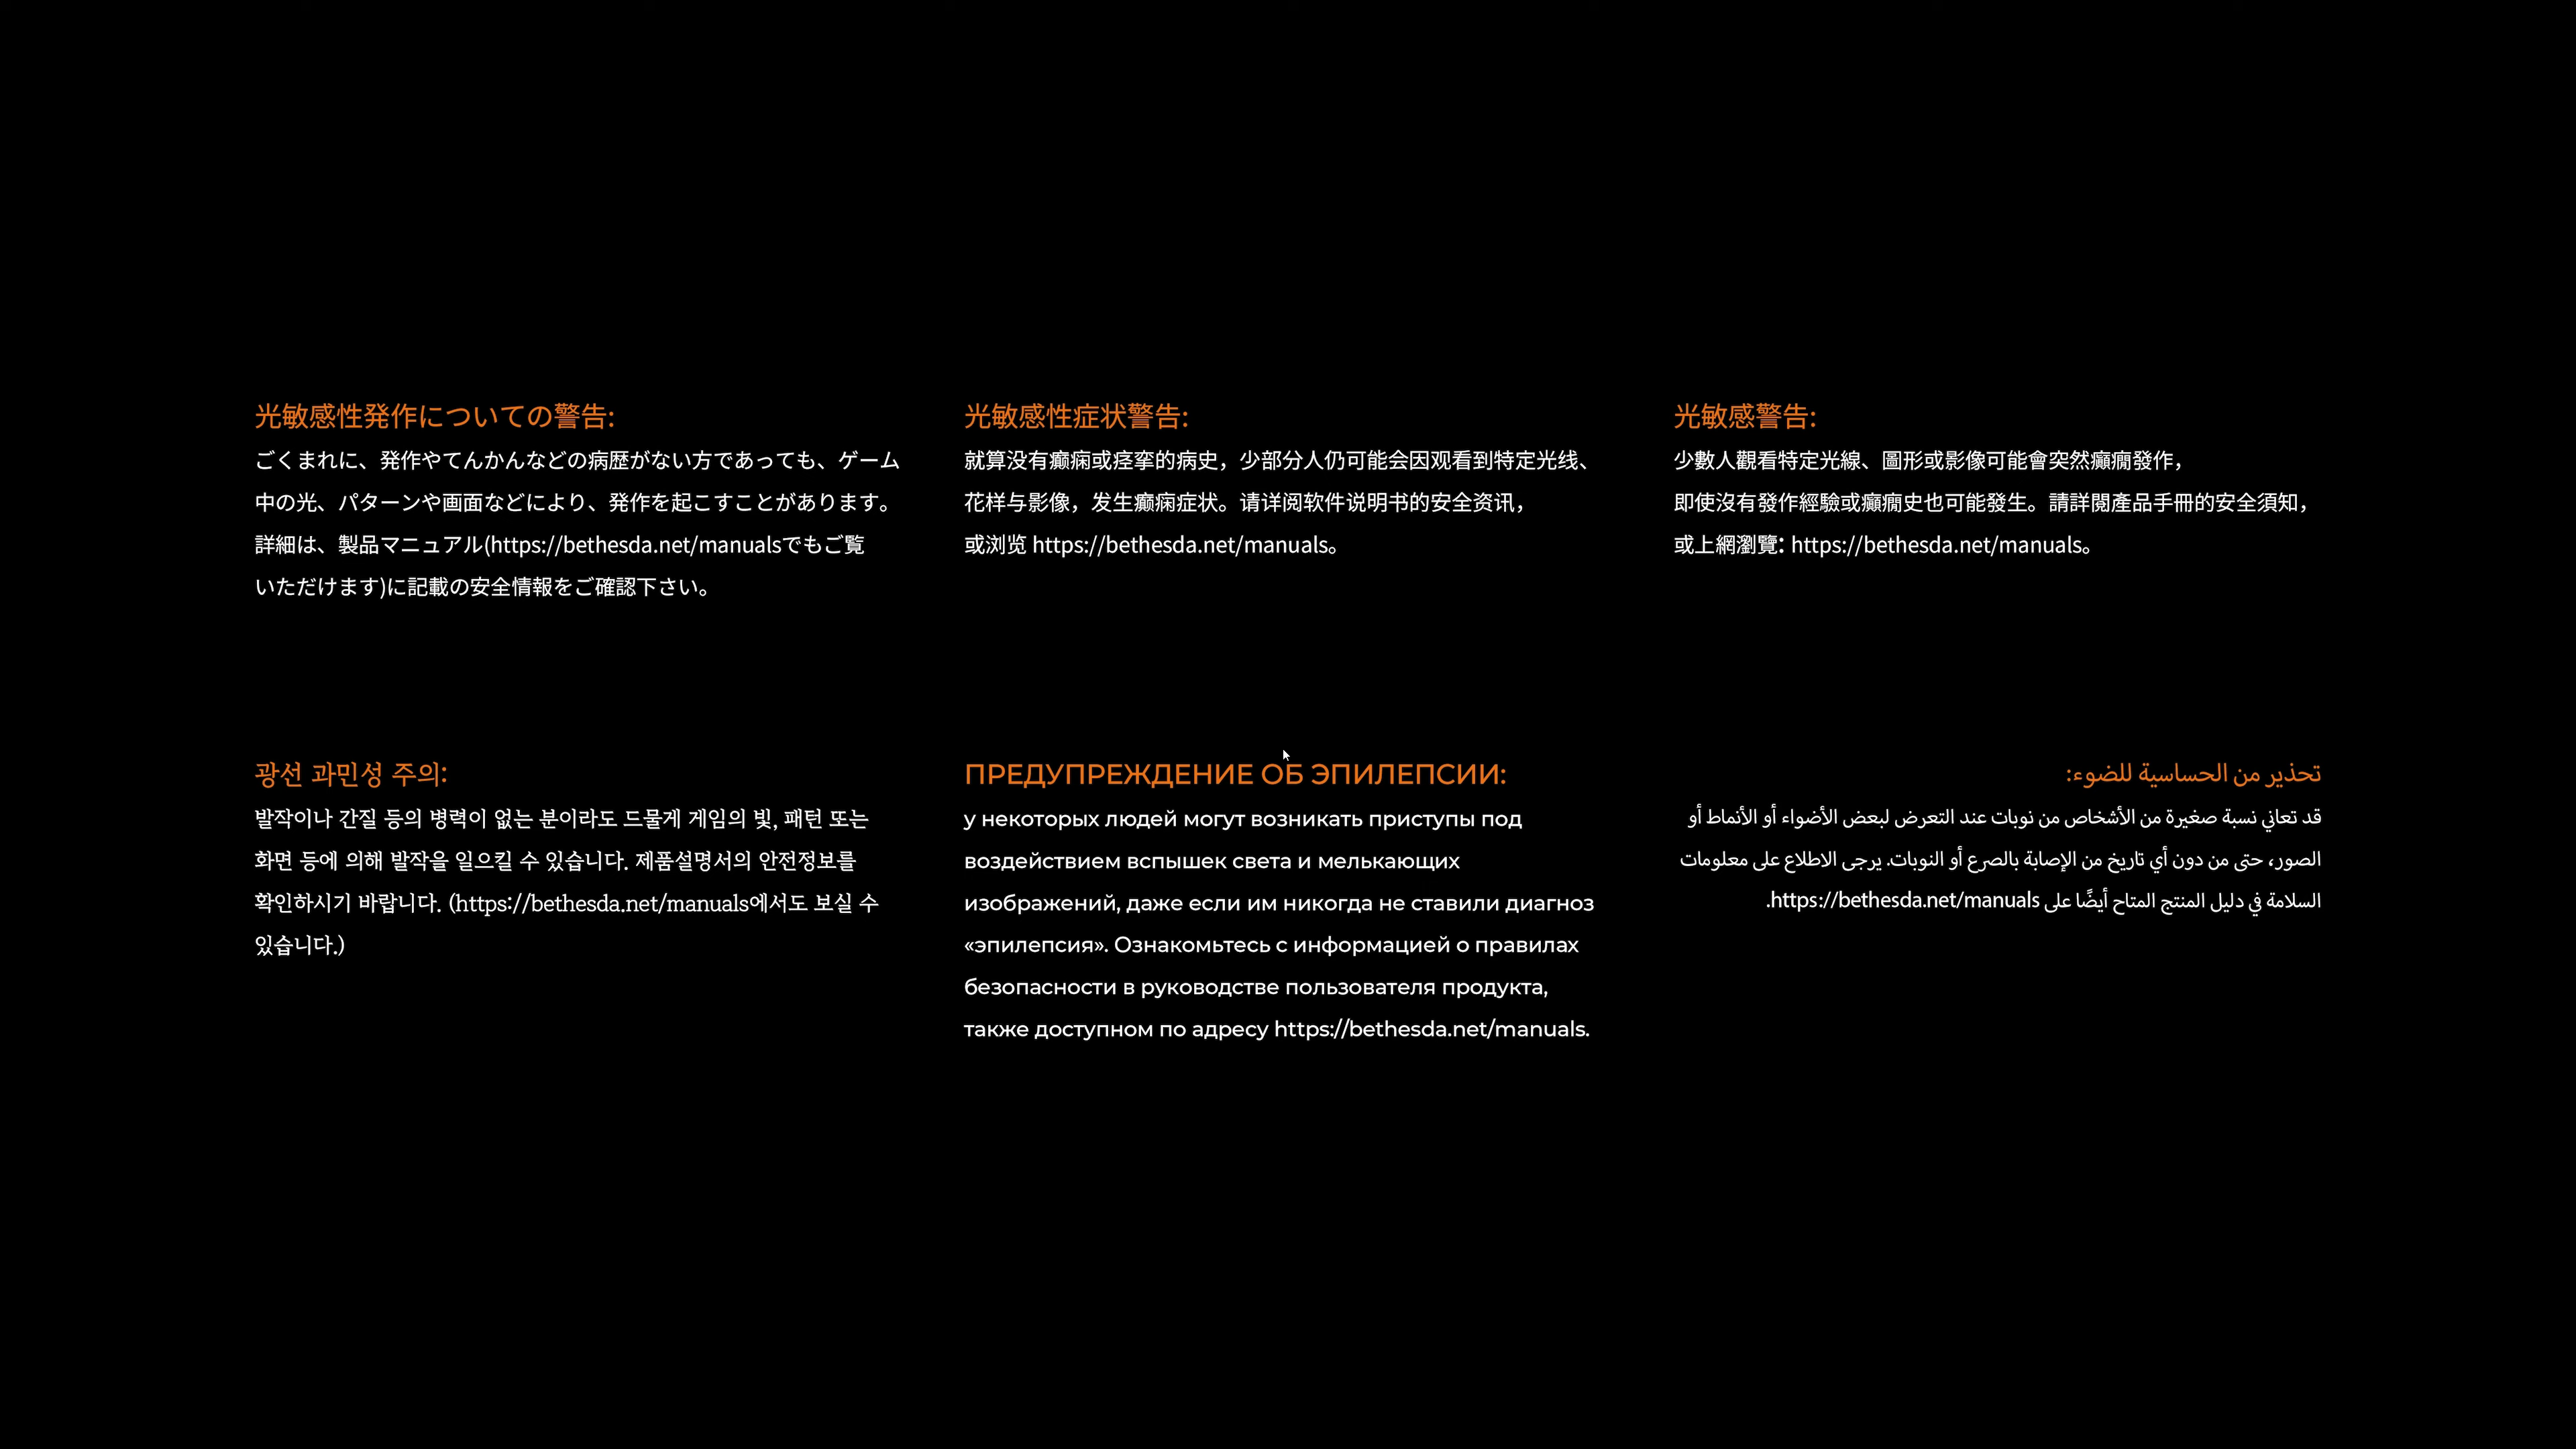 光敏感性発作についての警告:
ごくまれに、発作やてんかんなどの病歴がない方であっても、ゲーム
中の光、パターンや画面などにより、発作を起こすことがあります。
詳細は、製品マニュアル(https://bethesda.net/manualsでもご覧
いただけます)に記載の安全情報をご確認下さい。
光敏感性症状警告:
就算没有癫痫或痉挛的病史，少部分人仍可能会因观看到特定光线、
花样与影像，发生癫痫症状。请详阅软件说明书的安全资讯，
或浏览 https://bethesda.net/manuals。
光敏感警告:
少數人觀看特定光線、圖形或影像可能會突然癲癇發作，
即使沒有發作經驗或癲癇史也可能發生。請詳閱產品手冊的安全須知，
或上網瀏覽：https://bethesda.net/manuals。
광선 과민성 주의:
발작이나 간질 등의 병력이 없는 분이라도 드물게 게임의 빛, 패턴 또는
화면 등에 의해 발작을 일으킬 수 있습니다. 제품설명서의 안전정보를
확인하시기 바랍니다. (https://bethesda.net/manuals에서도 보실 수
있습니다.)
ПРЕДУПРЕЖДЕНИЕ ОБ ЭПИЛЕПСИИ:
у некоторых людей могут возникать приступы под
воздействием вспышек света и мелькающих
изображений, даже если им никогда не ставили диагноз
«эпилепсия». Ознакомьтесь с информацией о правилах
безопасности в руководстве пользователя продукта,
также доступном по адресу https://bethesda.net/manuals.
تحذير من الحساسية للضوء:
قد تعاني نسبة صغيرة من الأشخاص من نوبات عند التعرض لبعض الأضواء أو الأنماط أو
الصور، حتى من دون أي تاريخ من الإصابة بالصرع أو النوبات. يرجى الاطلاع على معلومات
السلامة في دليل المنتج المتاح أيضًا على https://bethesda.net/manuals.